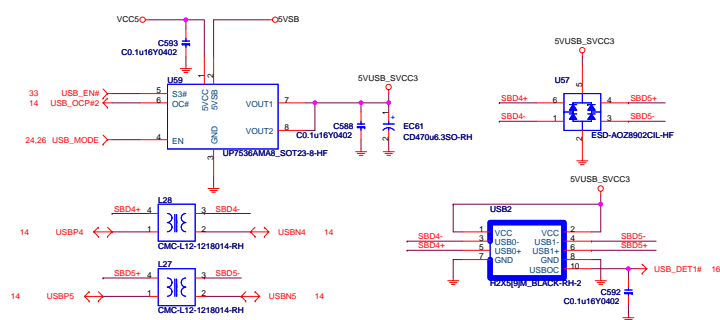 VCC5
5VSB
C593
C0.1u16Y0402
1
2
U59
5VCC
5VSB
33 USB_EN# 5 S3#
14 USB_OCP#2 6 OC#
24,26 USB_MODE 4 EN
VOUT1 7
VOUT2 8
GND
3
UP7536AMA8_SOT23-8-HF
5VUSB_SVCC3
C588
C0.1u16Y0402
1
+
2
EC61
CD470u6.3SO-RH
5VUSB_SVCC3
U57
5
SBD4+ 6 4 SBD5+
SBD4- 1 3 SBD5-
2
ESD-AOZ8902CIL-HF
L28
SBD4+ 4 3 SBD4-
14 USBP4 1 2 USBN4 14
CMC-L12-1218014-RH
L27
SBD5+ 4 3 SBD5-
14 USBP5 1 2 USBN5 14
CMC-L12-1218014-RH
5VUSB_SVCC3
USB2
1 VCC VCC 2
SBD4- 3 USB0- USB1- 4 SBD5-
SBD4+ 5 USB0+ USB1+ 6 SBD5+
7 GND GND 8
USBOC 10 USB_DET1# 16
H2X5[9]M_BLACK-RH-2
C592
C0.1u16Y0402